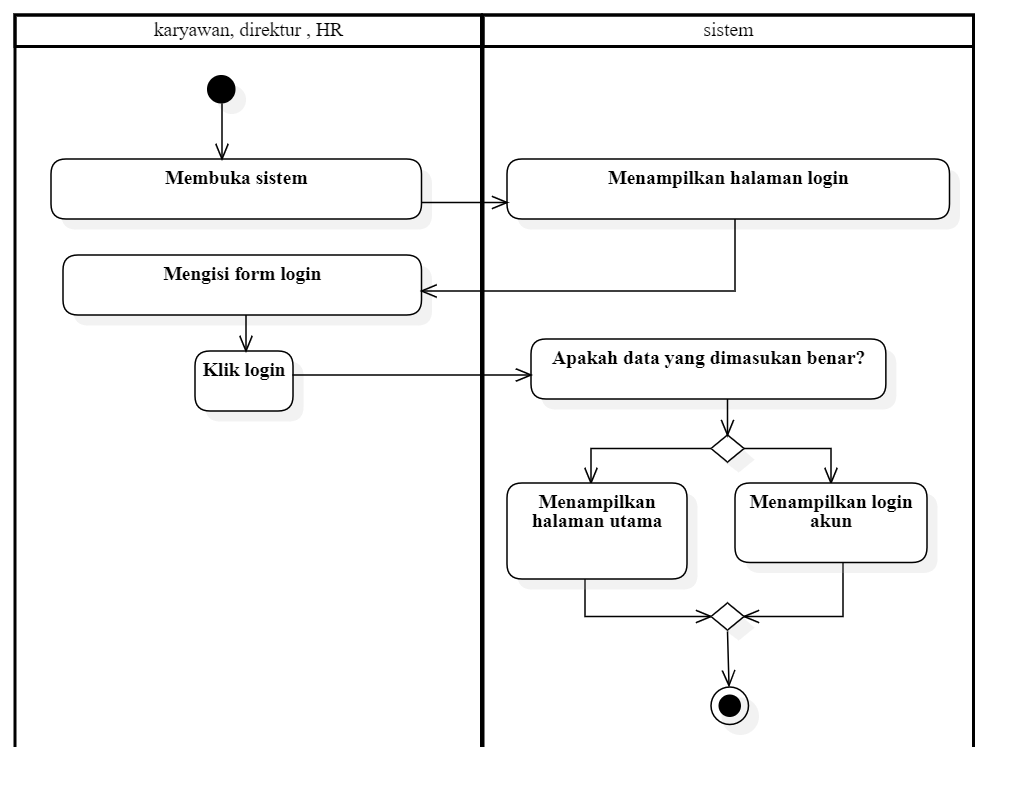 karyawan, direktur , HR
sistem
Membuka sistem
Menampilkan halaman login
Mengisi form login
Klik login
Apakah data yang dimasukan benar?
Menampilkan
halaman utama
Menampilkan login
akun